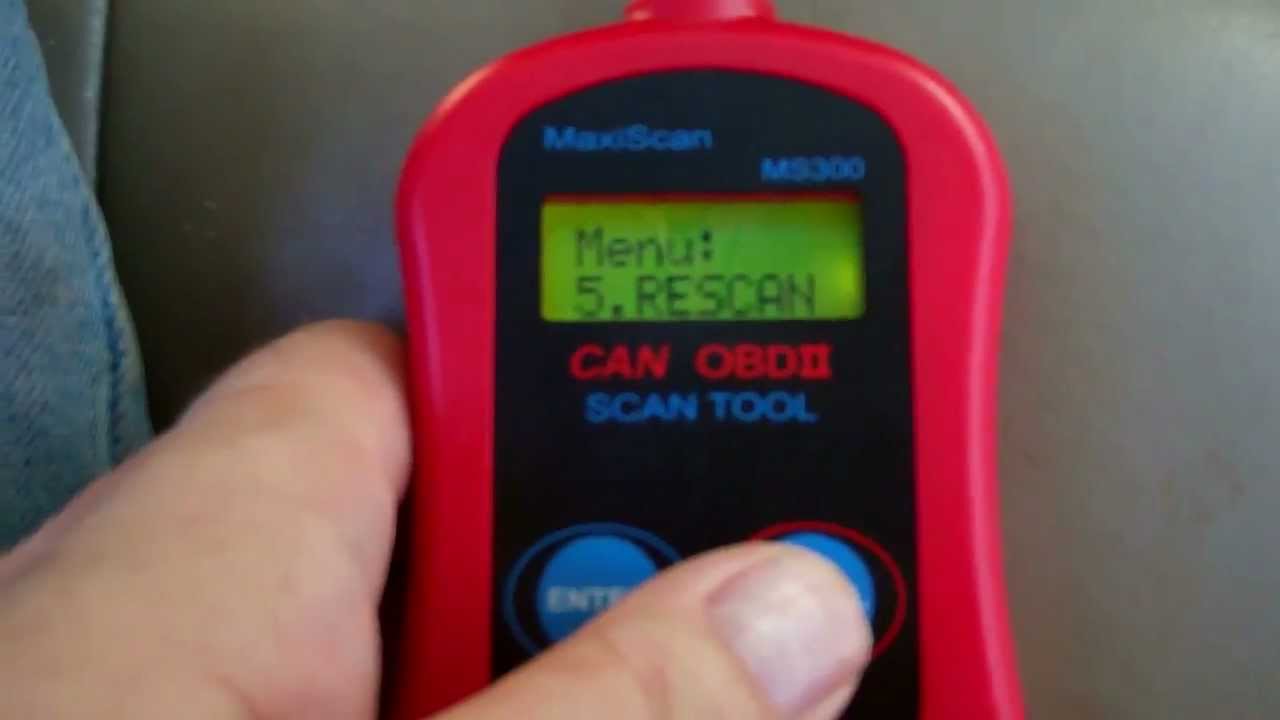 MaxiScan
MS300
Menu:
5.RESCAN
CAN OBDII
SCAN TOOL